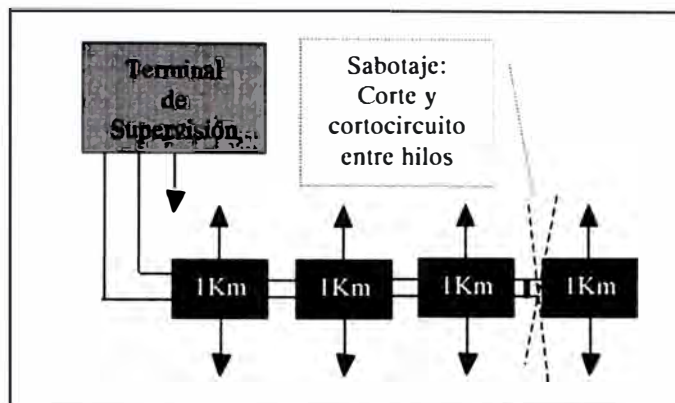 Terminal
de
Supervisión
Sabotaje:
Corte y
cortocircuito
entre hilos
1Km 1Km 1Km 1Km